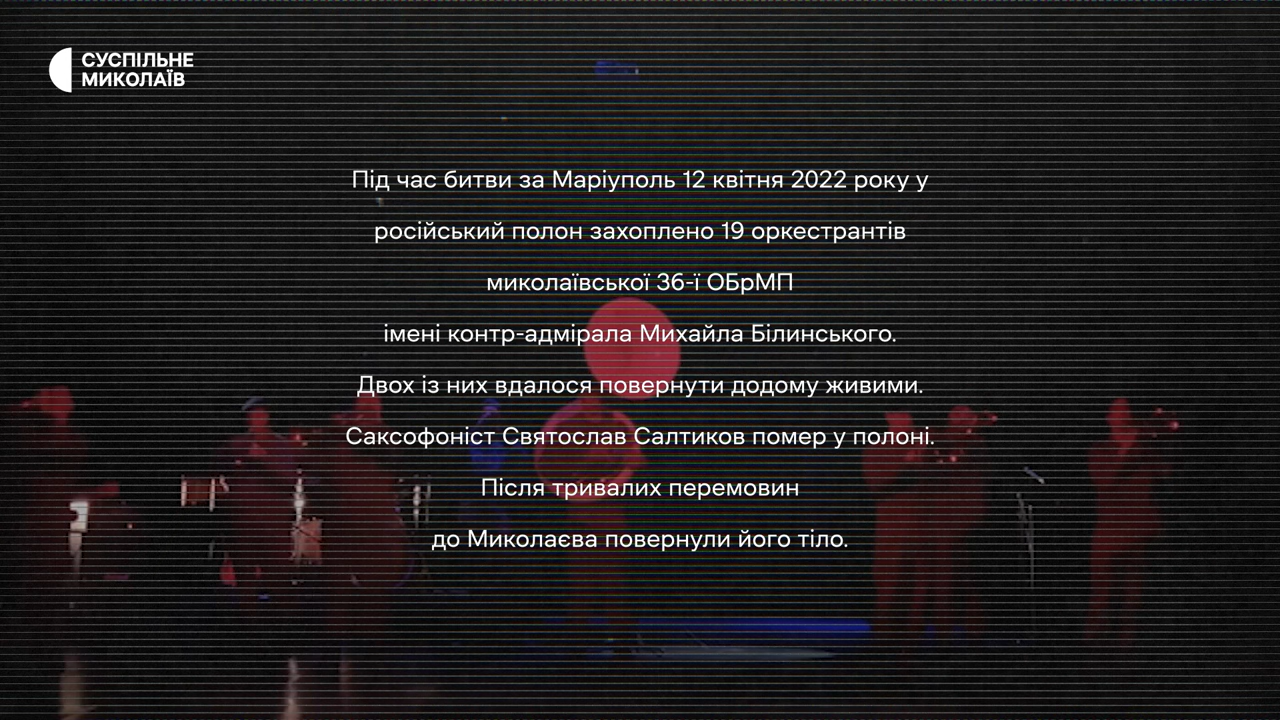 СУСПІЛЬНЕ
МИКОЛАЇВ
Під час битви за Маріуполь 12 квітня 2022 року у
російський полон захоплено 19 оркестрантів
миколаївської 36-ї ОБрМП
імені контр-адмірала Михайла Білинського.
Двох із них вдалося повернути додому живими.
Саксофоніст Святослав Салтиков помер у полоні.
Після тривалих перемовин
до Миколаєва повернули його тіло.